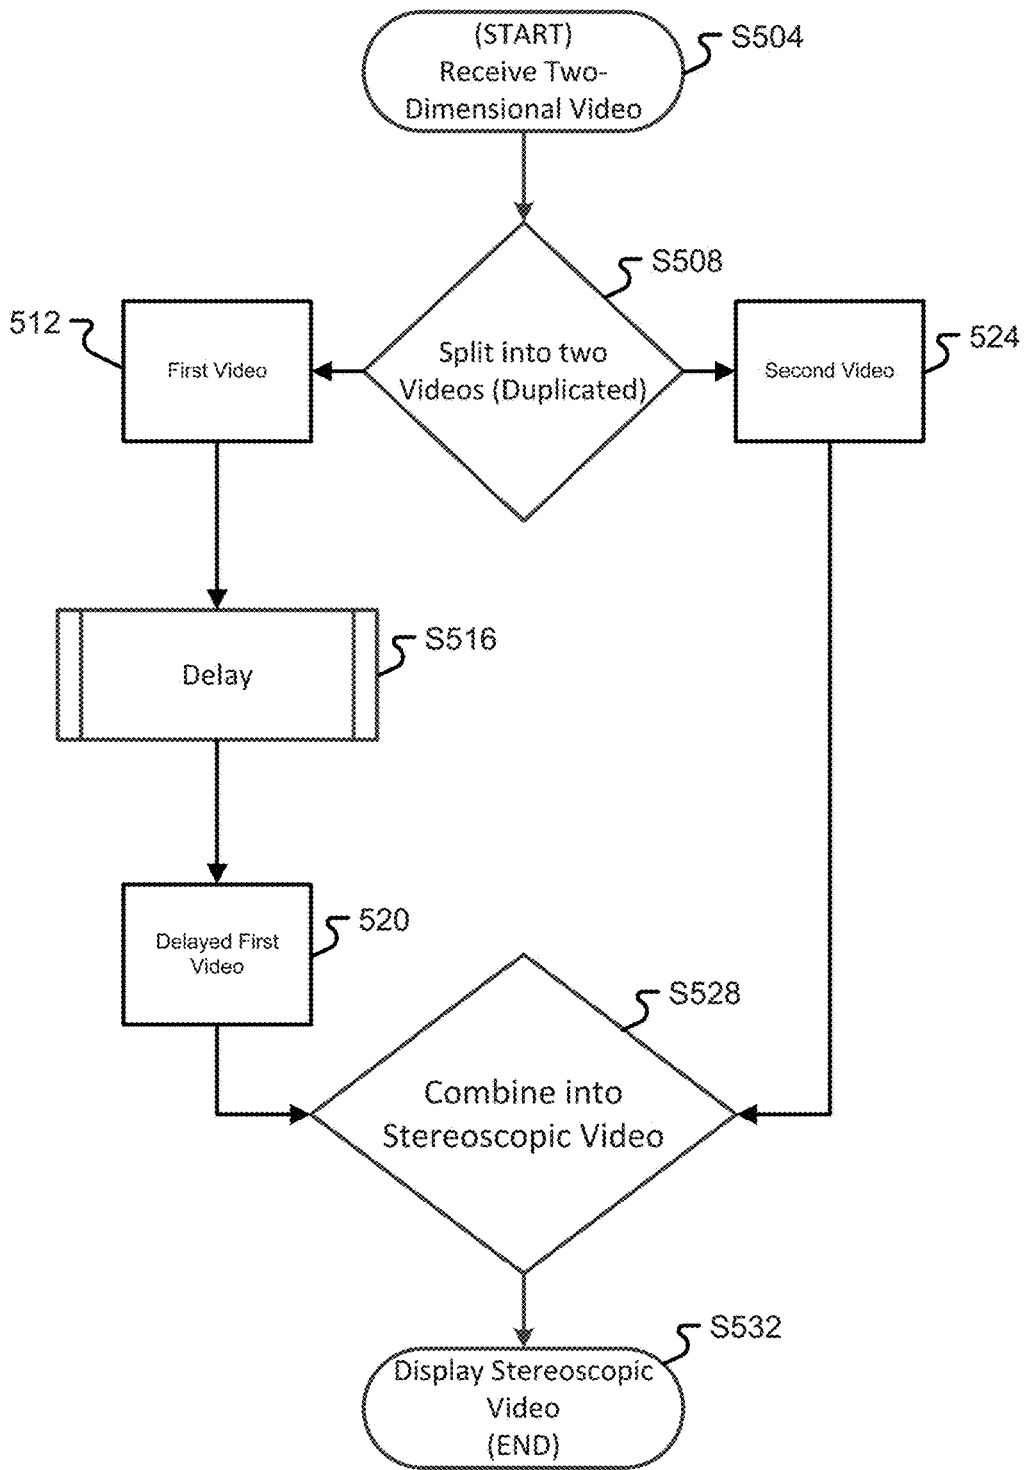 (START)
Receive Two-
Dimensional Video
S504
S508
512
First Video
Split into two
Videos (Duplicated)
Second Video
524
Delay
S516
Delayed First
Video
520
S528
Combine into
Stereoscopic Video
S532
Display Stereoscopic
Video
(END)